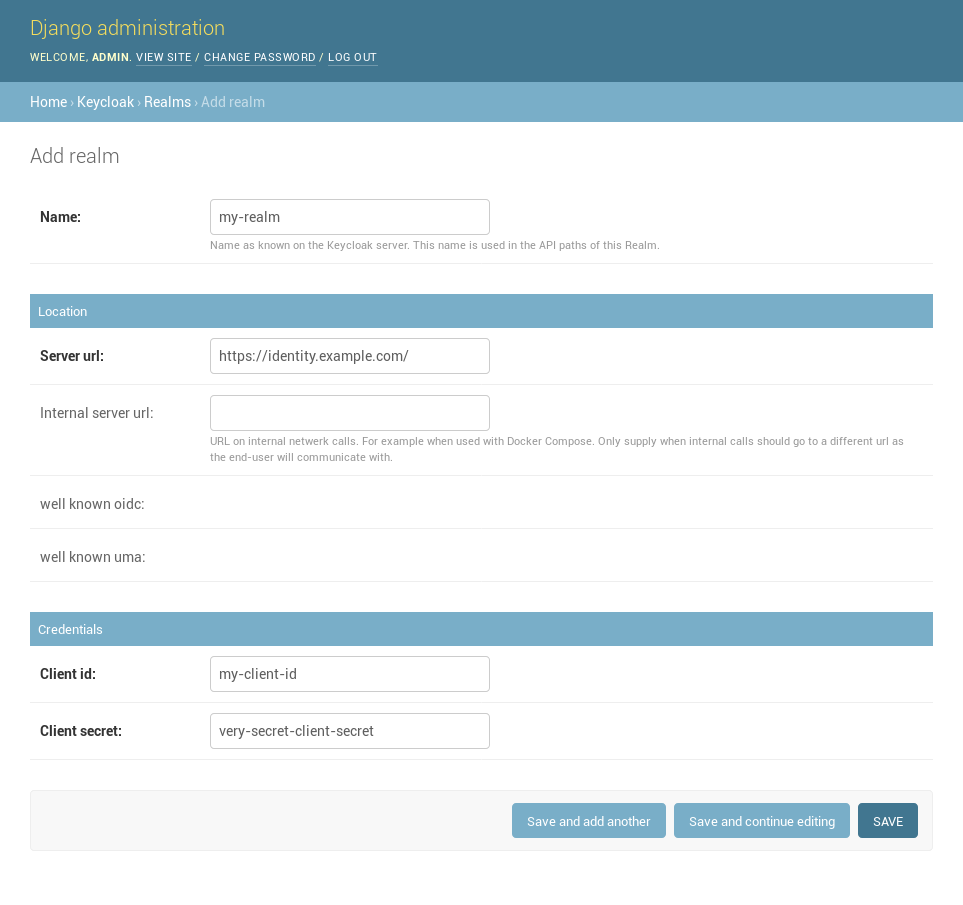 Django administration
WELCOME, ADMIN. VIEW SITE / CHANGE PASSWORD / LOG OUT
Home › Keycloak › Realms › Add realm
Add realm
Name: my-realm
Name as known on the Keycloak server. This name is used in the API paths of this Realm.
Location
Server url: https://identity.example.com/
Internal server url:
URL on internal netwerk calls. For example when used with Docker Compose. Only supply when internal calls should go to a different url as
the end-user will communicate with.
well known oidc:
well known uma:
Credentials
Client id: my-client-id
Client secret: very-secret-client-secret
Save and add another Save and continue editing SAVE